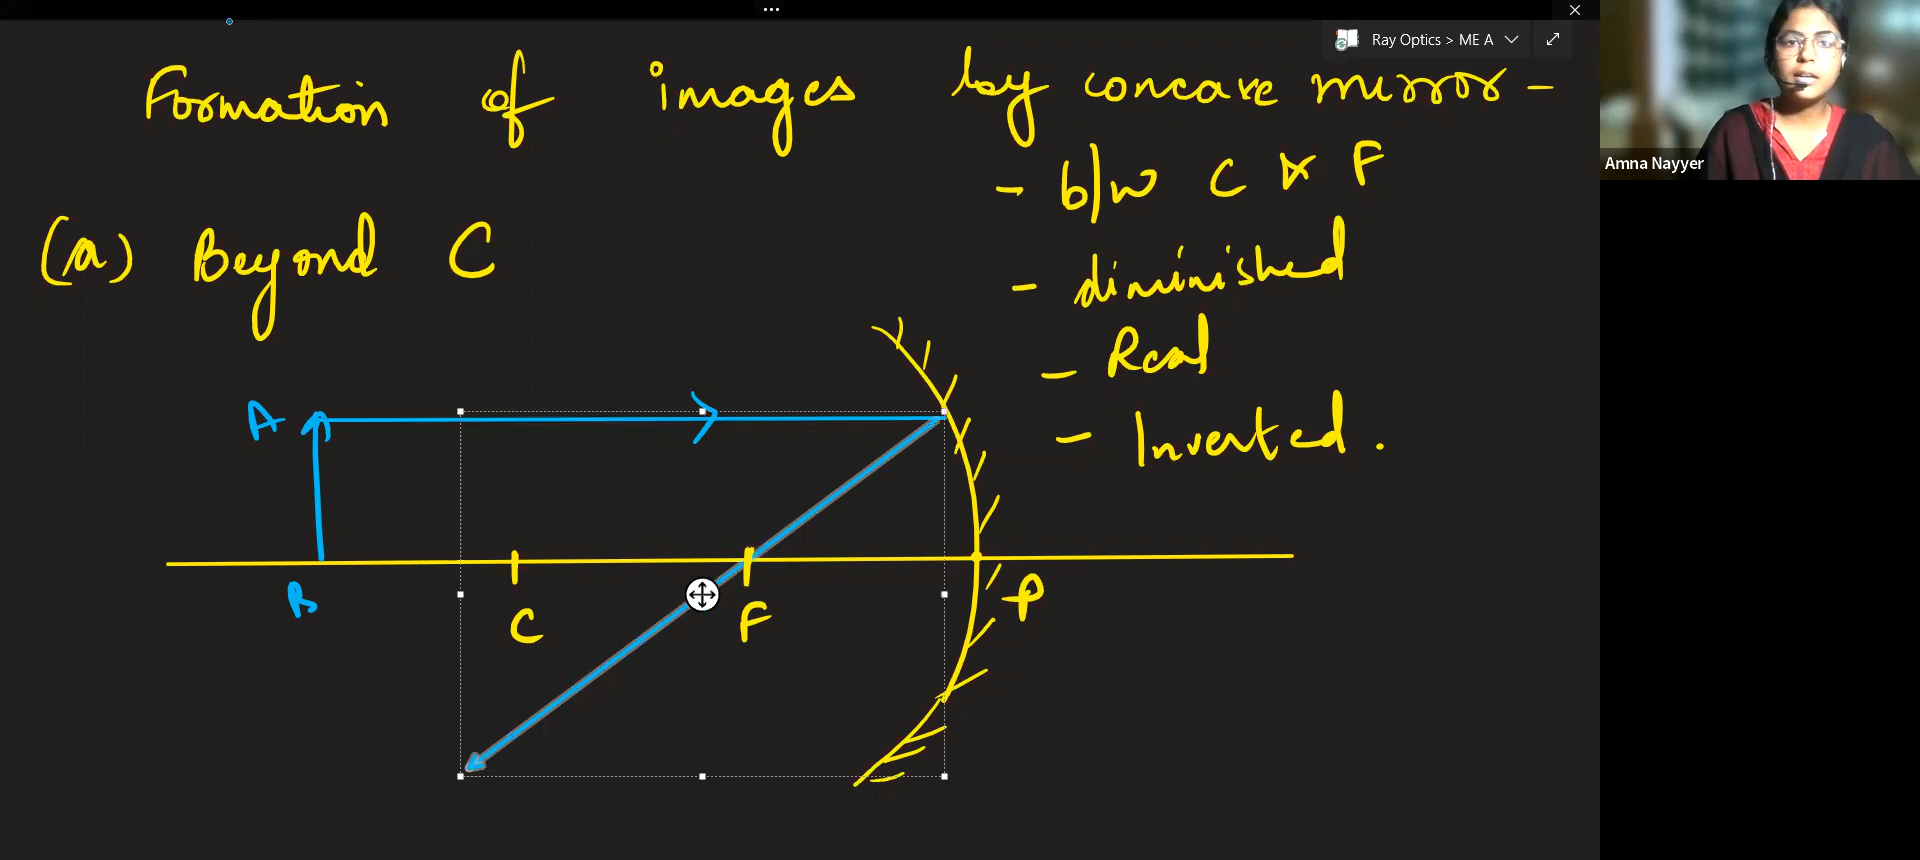 Ray Optics > ME A
Formation of images by concave mirror -
Amna Nayyer
- b/w C & F
(a) Beyond C
- diminished
- Real
A
- Inverted.
B
C
F
P